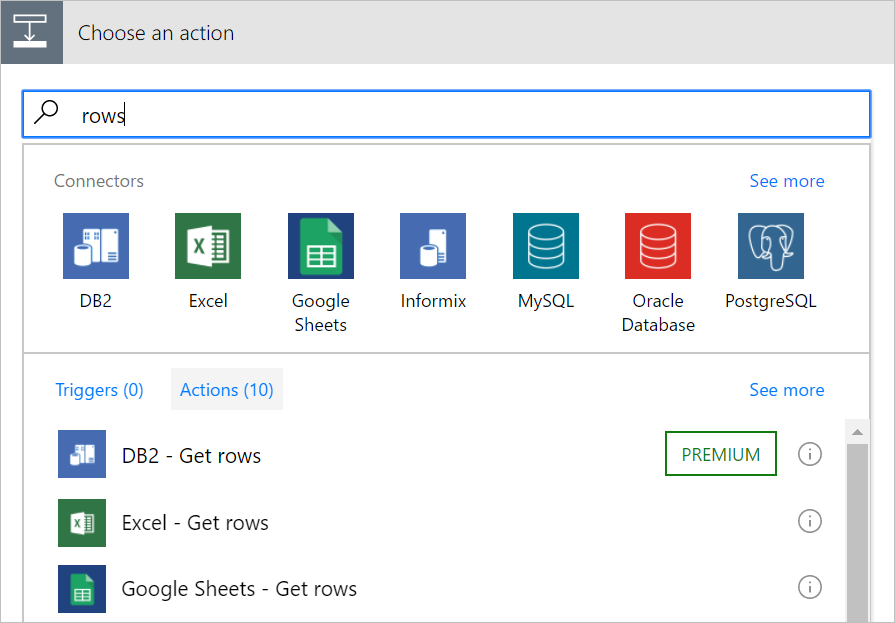 Choose an action
rows
Connectors
See more
DB2
Excel
Google
Sheets
Informix
MySQL
Oracle
Database
PostgreSQL
Triggers (0)
Actions (10)
See more
DB2 - Get rows
PREMIUM
Excel - Get rows
Google Sheets - Get rows